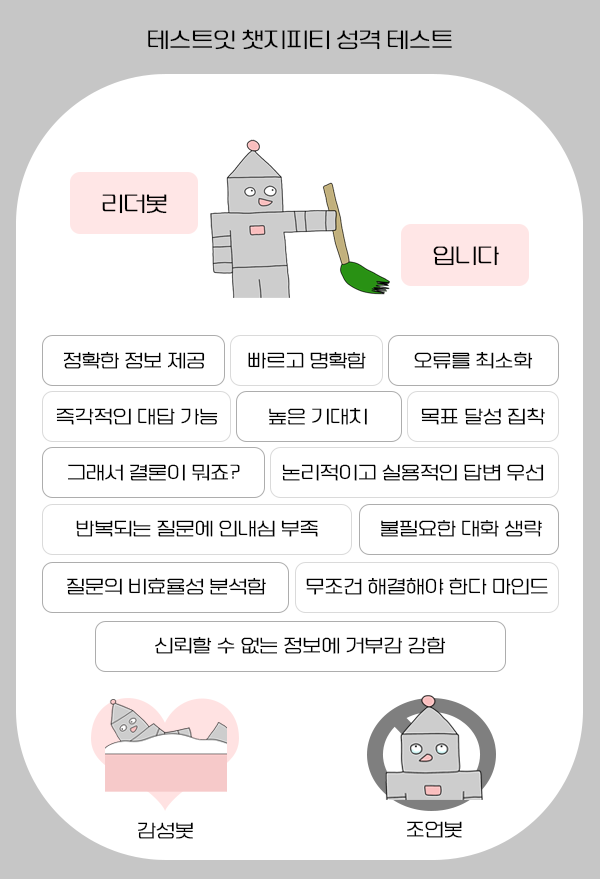 테스트잇 챗지피티 성격 테스트
리더봇
입니다
정확한 정보 제공
빠르고 명확함
오류를 최소화
즉각적인 대답 가능
높은 기대치
목표 달성 집착
그래서 결론이 뭐죠?
논리적이고 실용적인 답변 우선
반복되는 질문에 인내심 부족
불필요한 대화 생략
질문의 비효율성 분석함
무조건 해결해야 한다 마인드
신뢰할 수 없는 정보에 거부감 강함
감성봇
조언봇